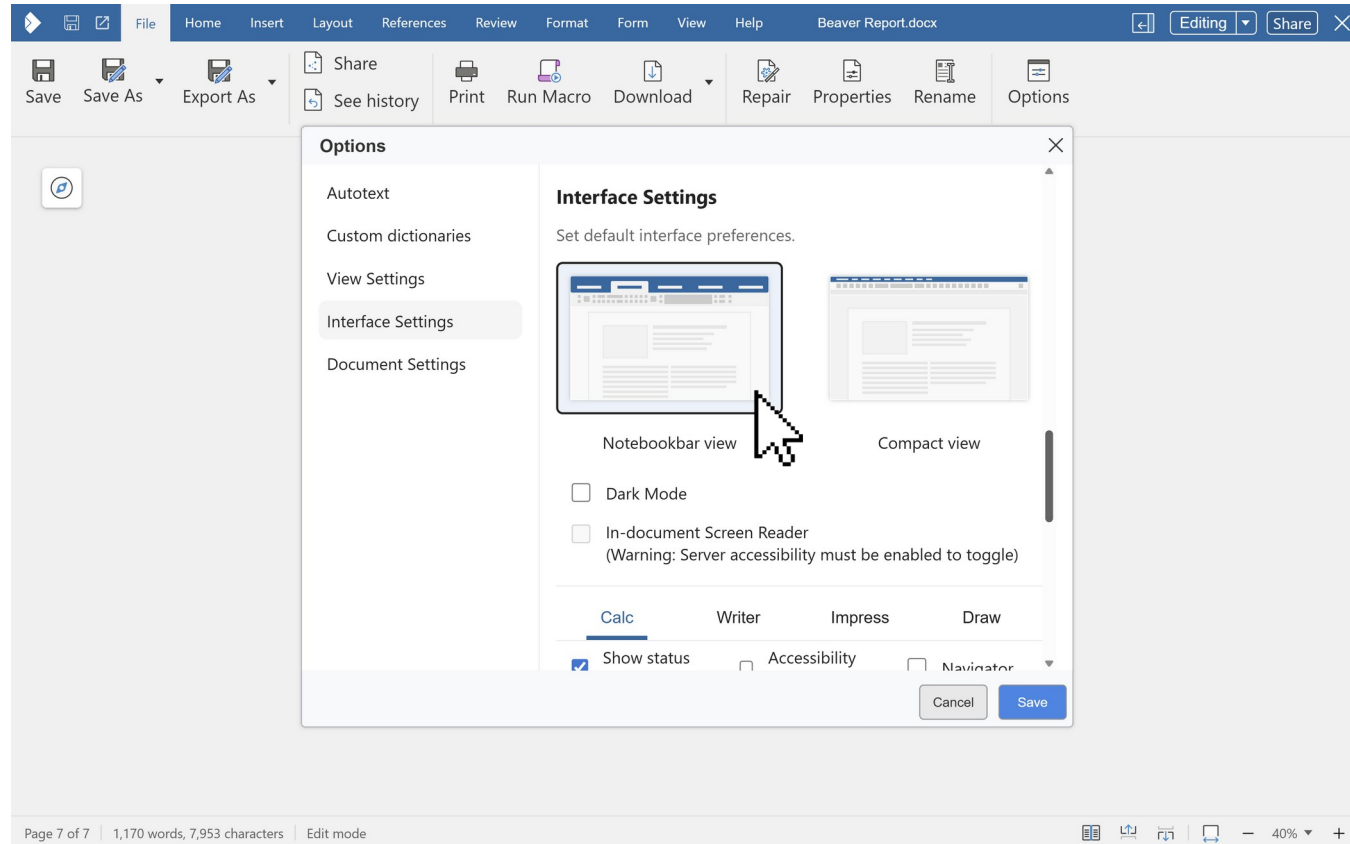 File Home Insert Layout References Review Format Form View Help Beaver Report.docx Editing Share
Save Save As Export As Share See history Print Run Macro Download Repair Properties Rename Options
Options
Autotext
Custom dictionaries
View Settings
Interface Settings
Document Settings
Interface Settings
Set default interface preferences.
Notebookbar view Compact view
Dark Mode
In-document Screen Reader
(Warning: Server accessibility must be enabled to toggle)
Calc Writer Impress Draw
Show status Accessibility Navigator
Cancel Save
Page 7 of 7 1,170 words, 7,953 characters Edit mode 40%